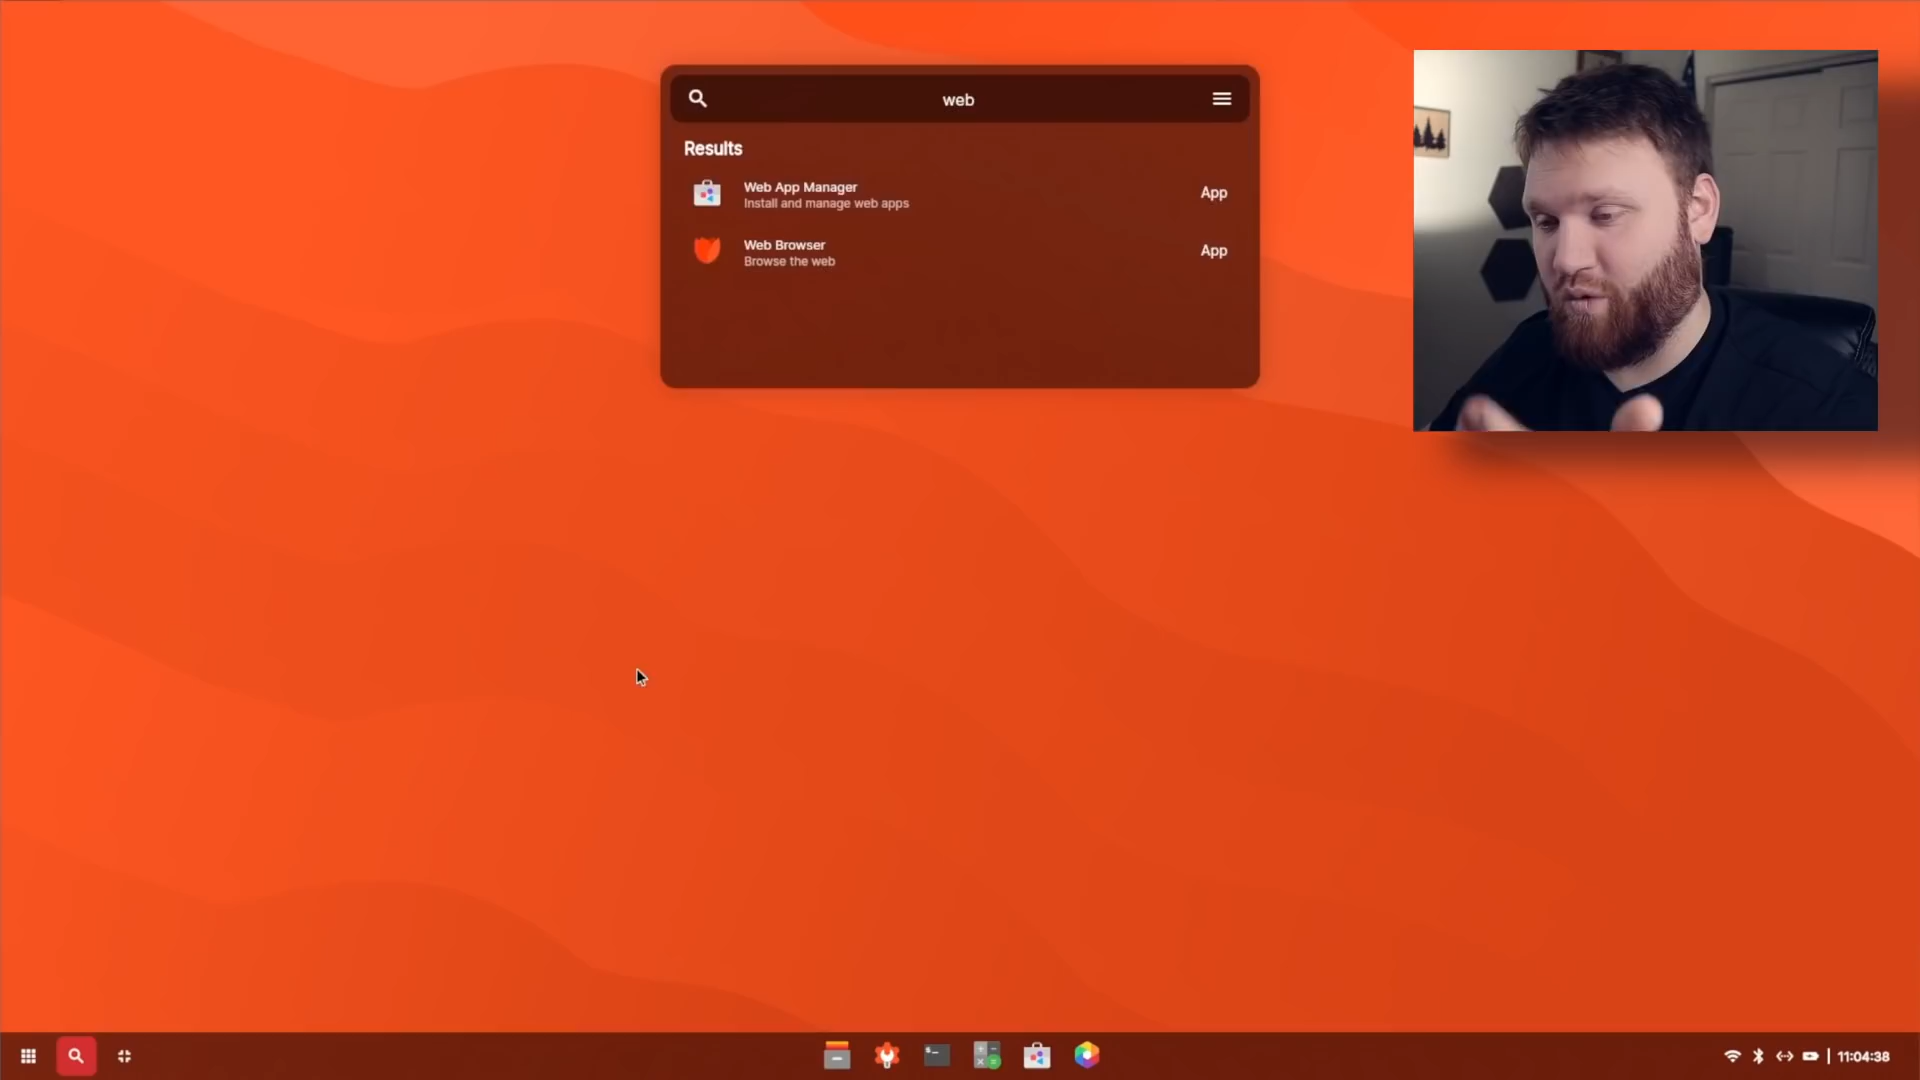 web
Results
Web App Manager
Install and manage web apps
App
Web Browser
Browse the web
App
11:04:38